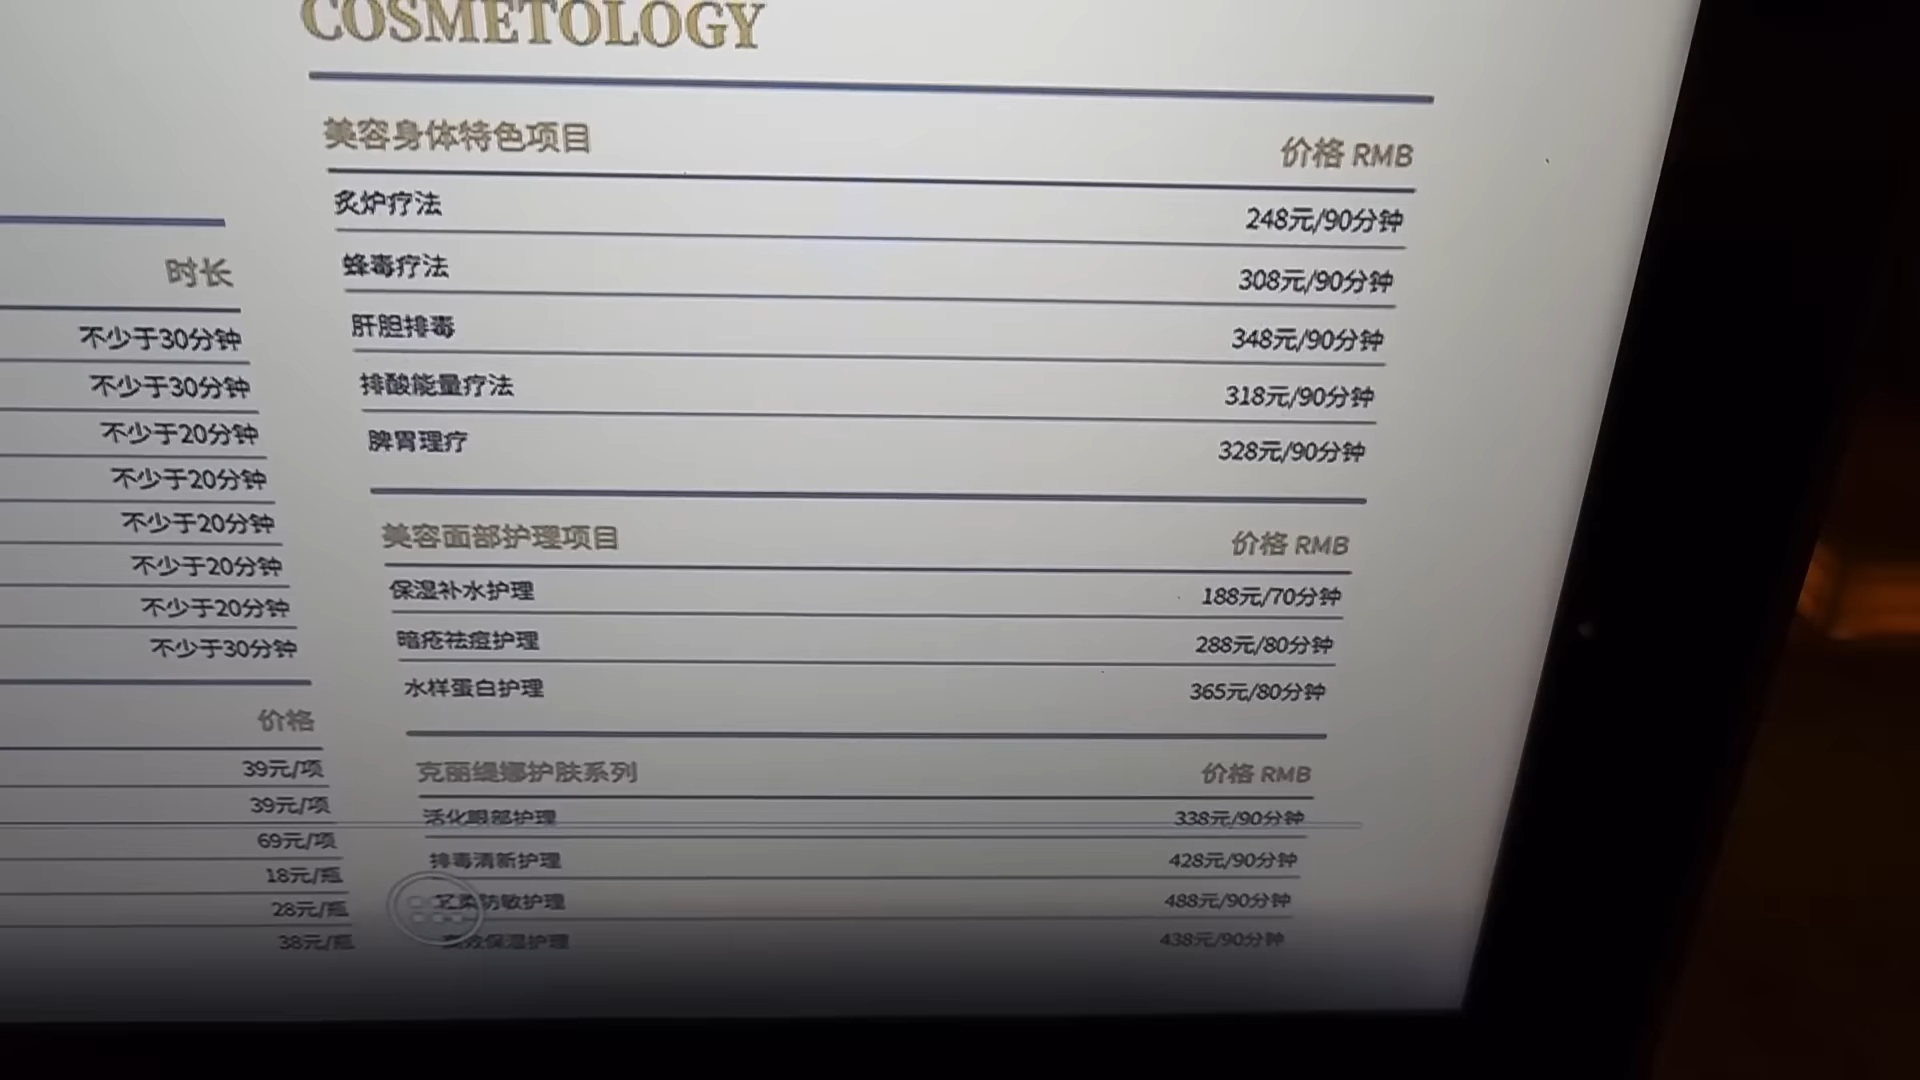 COSMETOLOGY
美容身体特色项目 价格 RMB
炙炉疗法 248元/90分钟
蜂毒疗法 308元/90分钟
肝胆排毒 348元/90分钟
排酸能量疗法 318元/90分钟
脾胃理疗 328元/90分钟
美容面部护理项目 价格 RMB
保湿补水护理 188元/70分钟
暗疮祛痘护理 288元/80分钟
水样蛋白护理 365元/80分钟
克丽缇娜护肤系列 价格 RMB
活化眼部护理 338元/90分钟
排毒清新护理 428元/90分钟
防敏护理 488元/90分钟
保湿护理 438元/90分钟
时长
不少于30分钟
不少于30分钟
不少于20分钟
不少于20分钟
不少于20分钟
不少于20分钟
不少于20分钟
不少于30分钟
价格
39元/项
39元/项
69元/项
18元/瓶
28元/瓶
38元/瓶